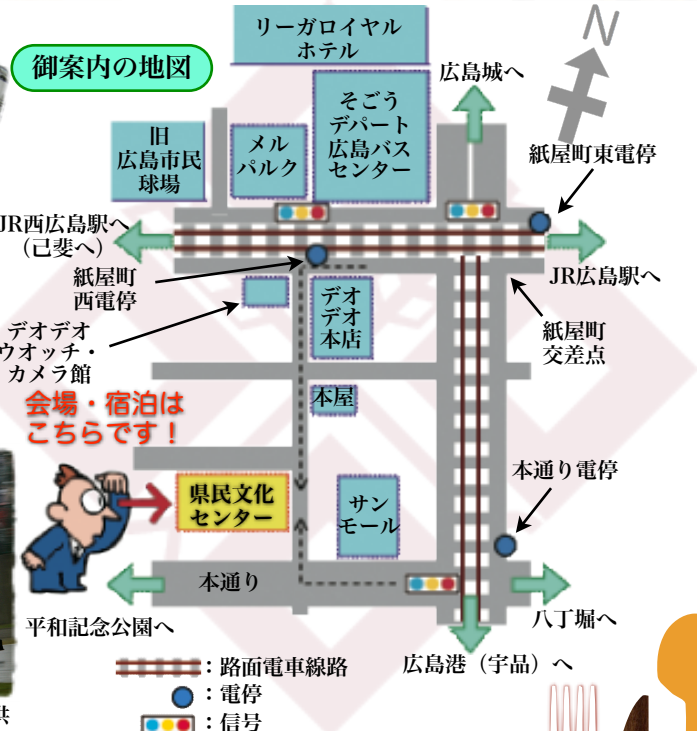 リーガロイヤル
ホテル
御案内の地図
N
広島城へ
そごう
デパート
広島バス
センター
旧
広島市民
球場
メル
パルク
紙屋町東電停
JR西広島駅へ
(己斐へ)
JR広島駅へ
紙屋町
西電停
デオ
デオ
本店
紙屋町
交差点
デオデオ
ウオッチ・
カメラ館
会場・宿泊は
こちらです！
本屋
本通り電停
県民文化
センター
サン
モール
本通り
平和記念公園へ
八丁堀へ
広島港（宇品）へ
：路面電車線路
：電停
：信号
供